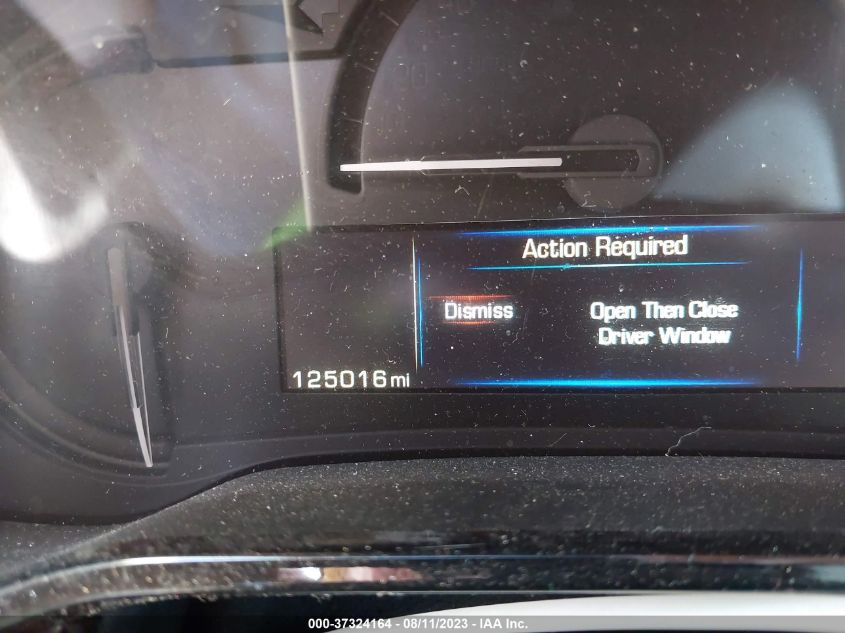 Action Required
Dismiss
Open Then Close
Driver Window
125016 mi
000-37324164 - 08/11/2023 - IAA Inc.